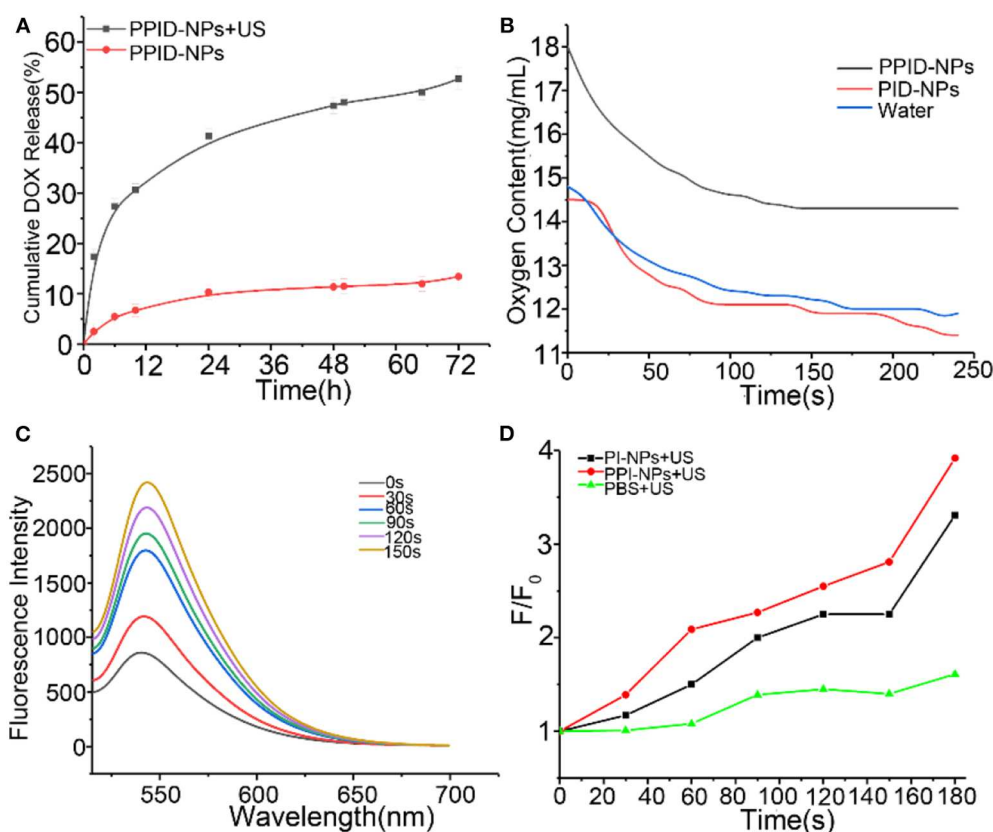 A
PPID-NPs+US
PPID-NPs
Cumulative DOX Release(%)
60
50
40
30
20
10
0
0 12 24 36 48 60 72
Time(h)
B
PPID-NPs
PID-NPs
Water
Oxygen Content(mg/mL)
18
17
16
15
14
13
12
11
0 50 100 150 200 250
Time(s)
C
0s
30s
60s
90s
120s
150s
Fluorescence Intensity
2500
2000
1500
1000
500
0
550 600 650 700
Wavelength(nm)
D
PI-NPs+US
PPI-NPs+US
PBS+US
F/F0
4
3
2
1
0 20 40 60 80 100 120 140 160 180
Time(s)